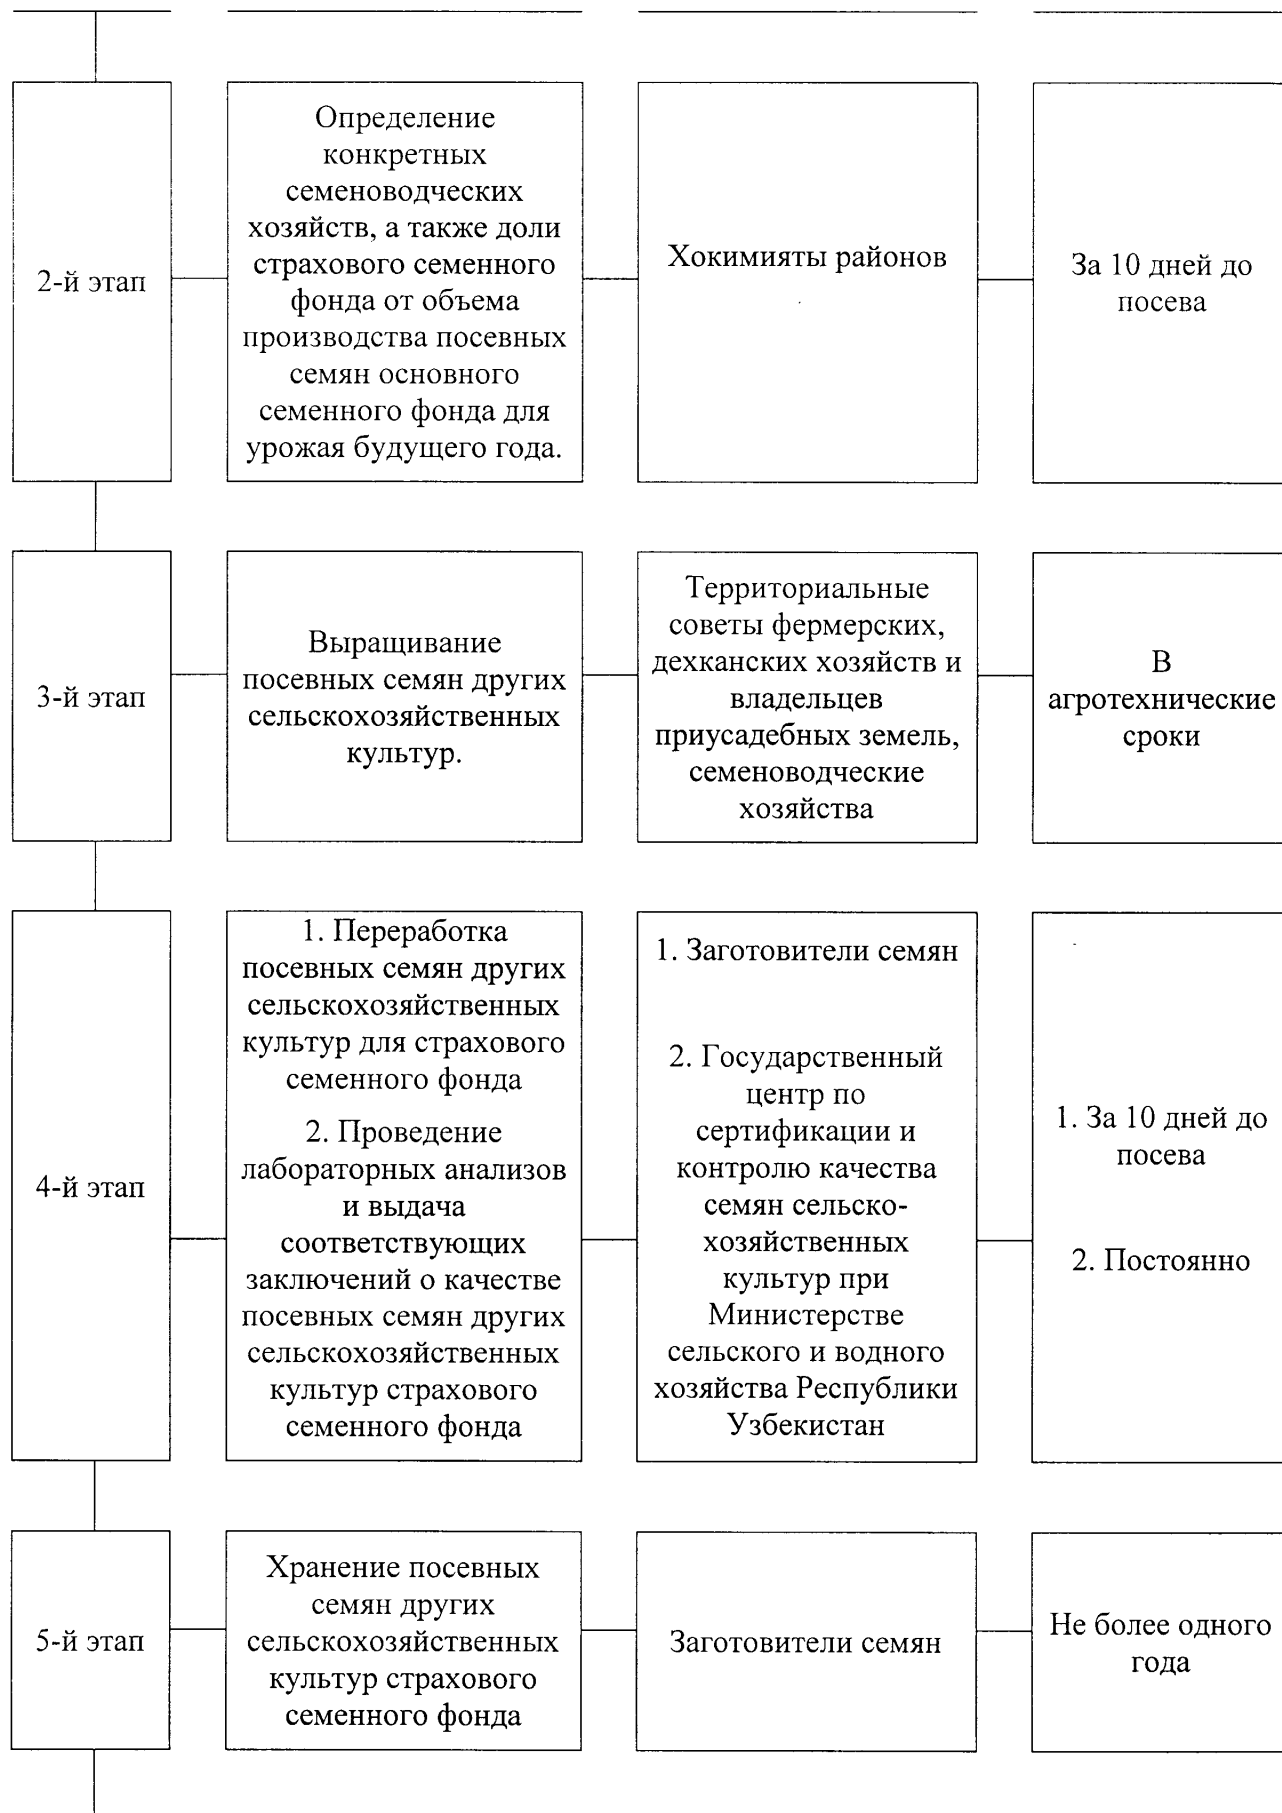 2-й этап
Определение
конкретных
семеноводческих
хозяйств, а также доли
страхового семенного
фонда от объема
производства посевных
семян основного
семенного фонда для
урожая будущего года.
Хокимияты районов
За 10 дней до
посева
3-й этап
Выращивание
посевных семян других
сельскохозяйственных
культур.
Территориальные
советы фермерских,
дехканских хозяйств и
владельцев
приусадебных земель,
семеноводческие
хозяйства
В
агротехнические
сроки
4-й этап
1. Переработка
посевных семян других
сельскохозяйственных
культур для страхового
семенного фонда
2. Проведение
лабораторных анализов
и выдача
соответствующих
заключений о качестве
посевных семян других
сельскохозяйственных
культур страхового
семенного фонда
1. Заготовители семян
2. Государственный
центр по
сертификации и
контролю качества
семян сельско-
хозяйственных
культур при
Министерстве
сельского и водного
хозяйства Республики
Узбекистан
1. За 10 дней до
посева
2. Постоянно
5-й этап
Хранение посевных
семян других
сельскохозяйственных
культур страхового
семенного фонда
Заготовители семян
Не более одного
года